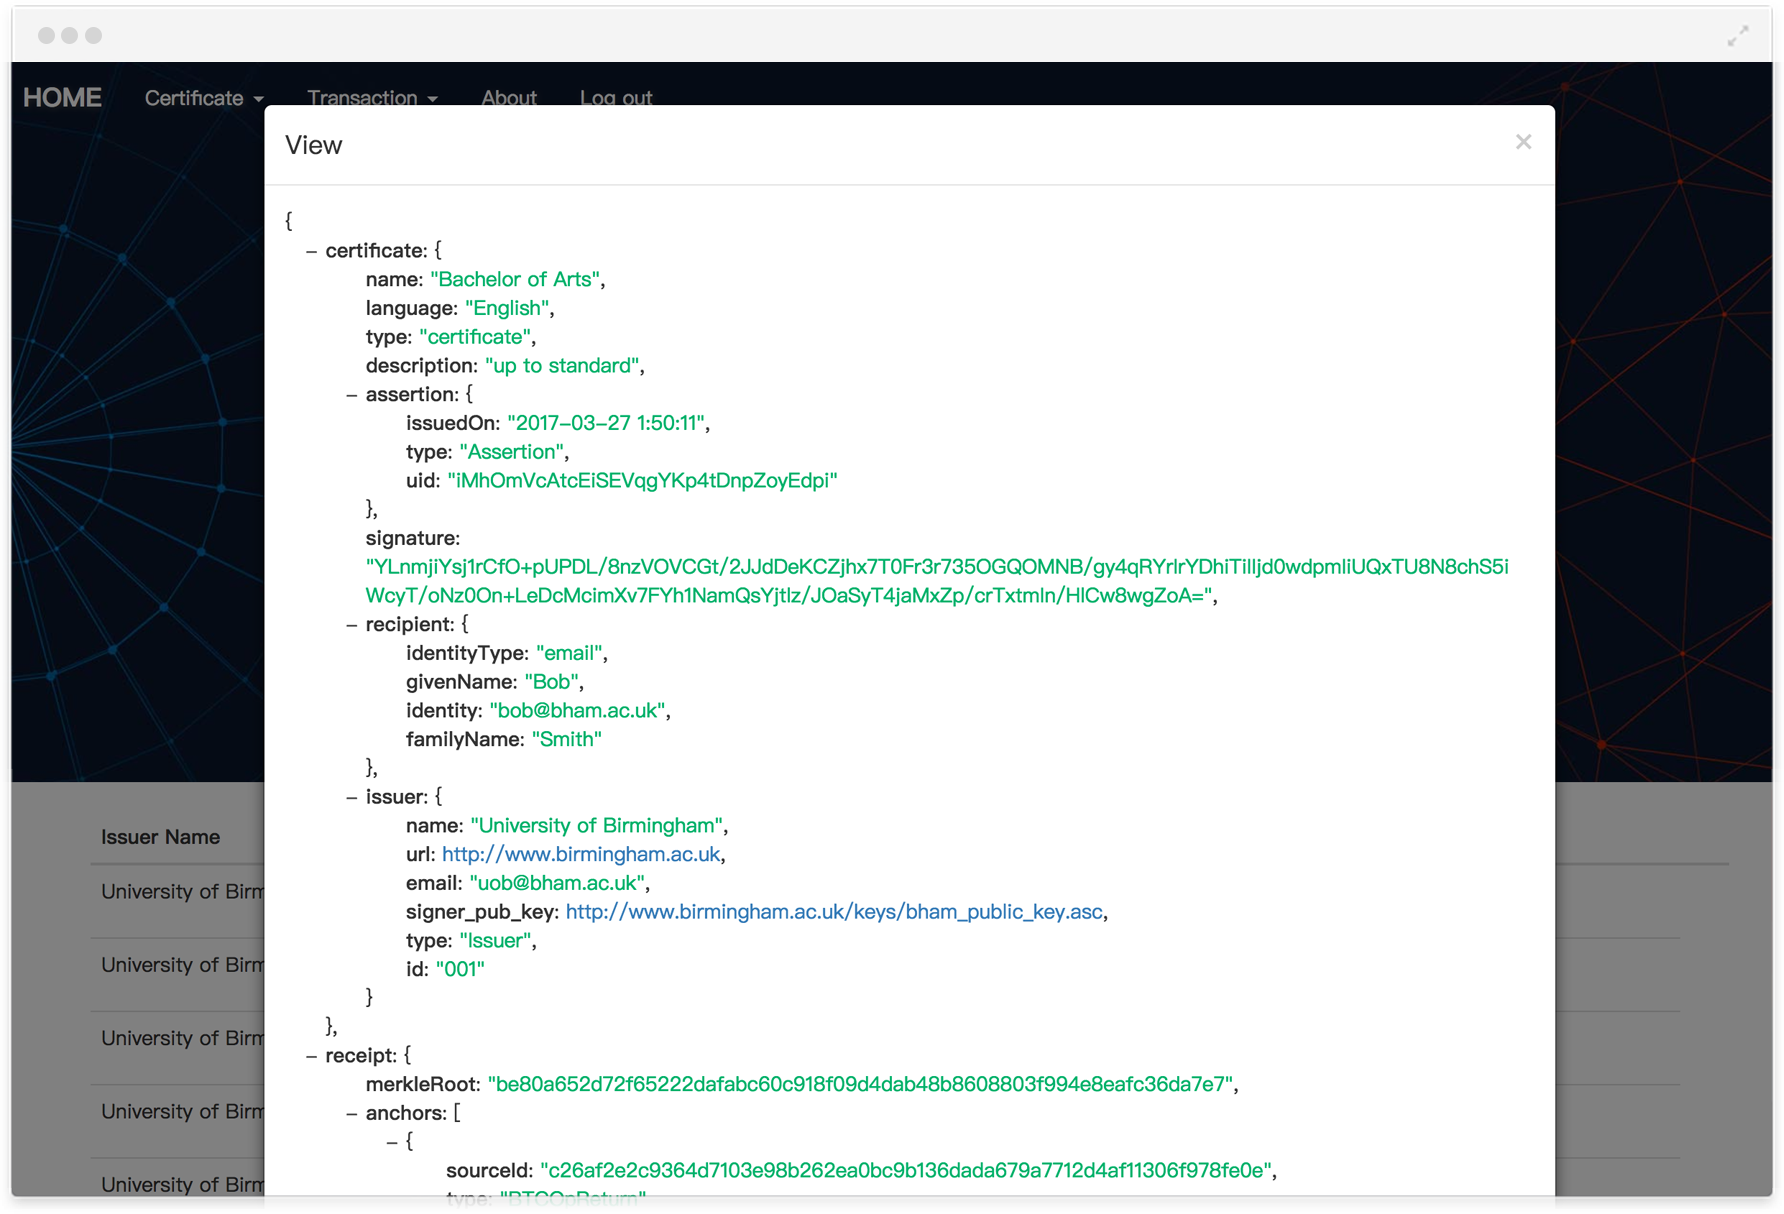 HOME Certificate Transaction About Log out
View ×
{
– certificate: {
name: "Bachelor of Arts",
language: "English",
type: "certificate",
description: "up to standard",
– assertion: {
issuedOn: "2017-03-27 1:50:11",
type: "Assertion",
uid: "iMhOmVcAtcEiSEVqgYKp4tDnpZoyEdpi"
},
signature:
"YLnmjiYsj1rCfO+pUPDL/8nzVOVCGt/2JJdDeKCZjhx7T0Fr3r735OGQOMNB/gy4qRYrlrYDhiTilljd0wdpmliUQxTU8N8chS5i
WcyT/oNz0On+LeDcMcimXv7FYh1NamQsYjtlz/JOaSyT4jaMxZp/crTxtmln/HlCw8wgZoA=",
– recipient: {
identityType: "email",
givenName: "Bob",
identity: "bob@bham.ac.uk",
familyName: "Smith"
},
– issuer: {
name: "University of Birmingham",
url: http://www.birmingham.ac.uk,
email: "uob@bham.ac.uk",
signer_pub_key: http://www.birmingham.ac.uk/keys/bham_public_key.asc,
type: "Issuer",
id: "001"
}
},
– receipt: {
merkleRoot: "be80a652d72f65222dafabc60c918f09d4dab48b8608803f994e8eafc36da7e7",
– anchors: [
– {
sourceId: "c26af2e2c9364d7103e98b262ea0bc9b136dada679a7712d4af11306f978fe0e",
type: "BTCOpReturn"
Issuer Name
University of Birm
University of Birm
University of Birm
University of Birm
University of Birm